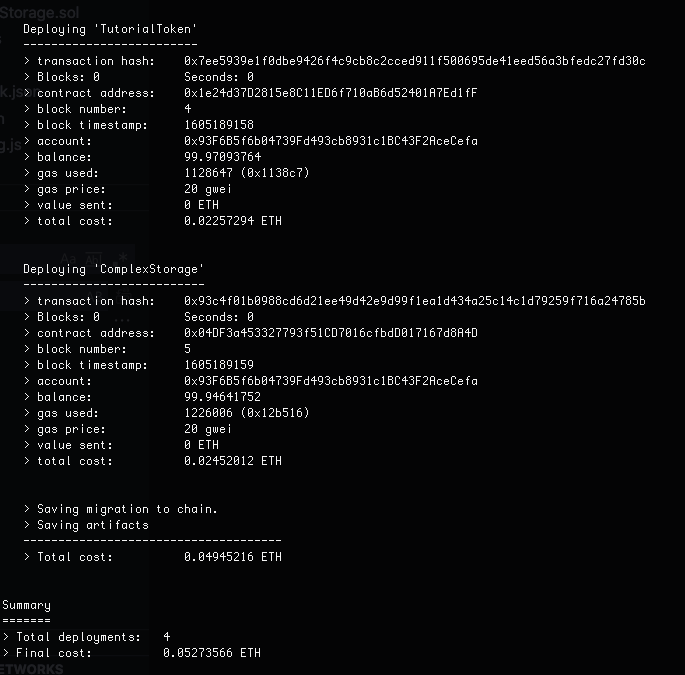 Storage.sol
Deploying 'TutorialToken'
-------------------------
> transaction hash: 0x7ee5939e1f0dbe9426f4c9cb8c2cced911f500695de41eed56a3bfedc27fd30c
> Blocks: 0 Seconds: 0
> contract address: 0x1e24d37D2815e8C11ED6f710aB6d52401A7Ed1fF
> block number: 4
> block timestamp: 1605189158
> account: 0x93F6B5f6b04739Fd493cb8931c1BC43F2AceCefa
> balance: 99.97093764
> gas used: 1128647 (0x1138c7)
> gas price: 20 gwei
> value sent: 0 ETH
> total cost: 0.02257294 ETH
Deploying 'ComplexStorage'
--------------------------
> transaction hash: 0x93c4f01b0988cd6d21ee49d42e9d99f1ea1d434a25c14c1d79259f716a24785b
> Blocks: 0 Seconds: 0
> contract address: 0x04DF3a453327793f51CD7016cfbdD017167d8A4D
> block number: 5
> block timestamp: 1605189159
> account: 0x93F6B5f6b04739Fd493cb8931c1BC43F2AceCefa
> balance: 99.94641752
> gas used: 1226006 (0x12b516)
> gas price: 20 gwei
> value sent: 0 ETH
> total cost: 0.02452012 ETH
> Saving migration to chain.
> Saving artifacts
-------------------------------------
> Total cost: 0.04945216 ETH
Summary
=======
> Total deployments: 4
> Final cost: 0.05273566 ETH
ETWORKS